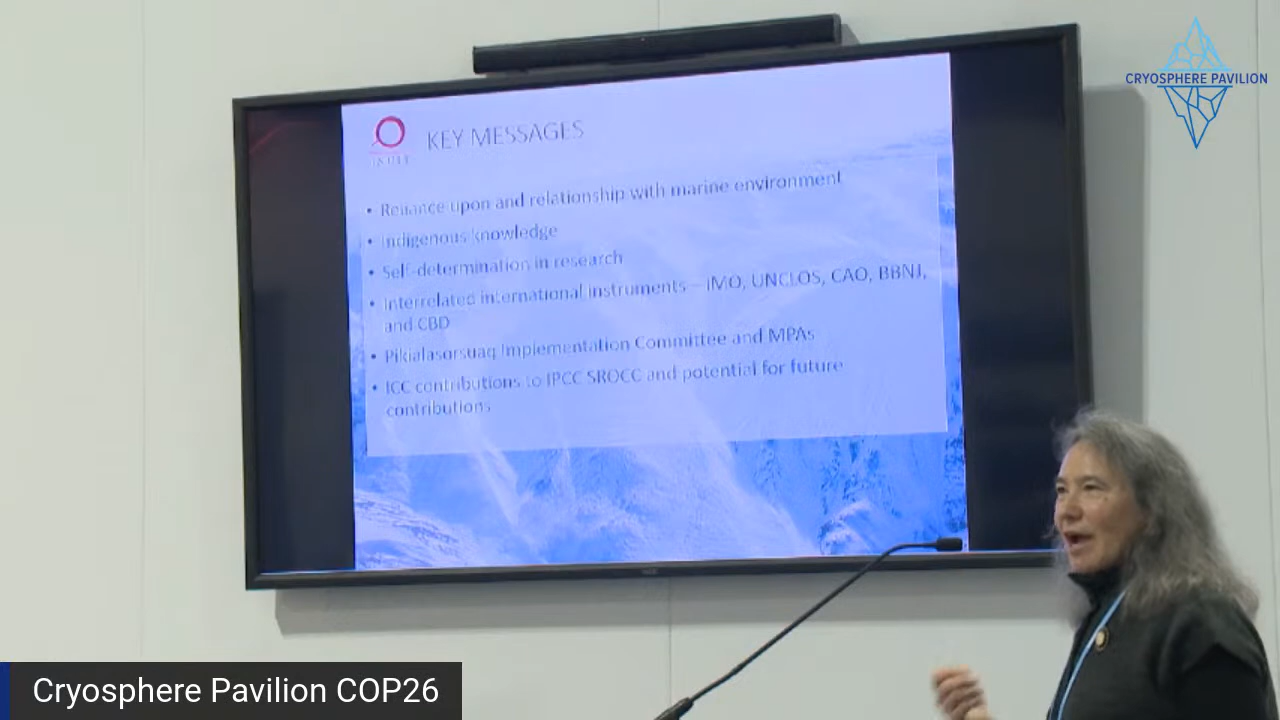 CRYOSPHERE PAVILION
INUIT
KEY MESSAGES
• Reliance upon and relationship with marine environment
• Indigenous knowledge
• Self-determination in research
• Interrelated international instruments – IMO, UNCLOS, CAO, BBNJ,
and CBD
• Pikialasorsuaq Implementation Committee and MPAs
• ICC contributions to IPCC SROCC and potential for future
contributions
Cryosphere Pavilion COP26